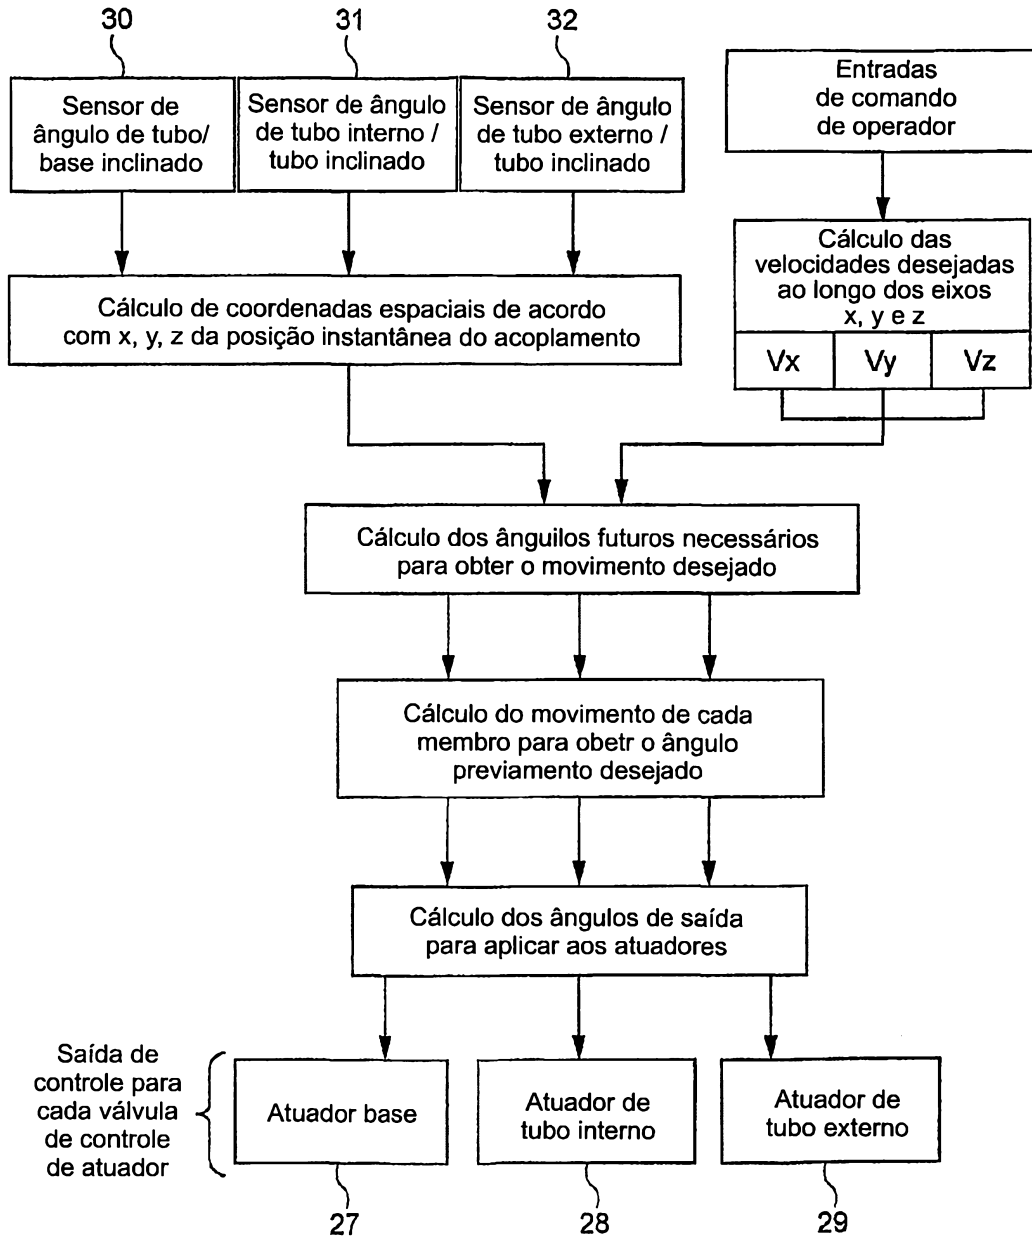 30
31
32
Sensor de
ângulo de tubo/
base inclinado
Sensor de ângulo
de tubo interno /
tubo inclinado
Sensor de ângulo
de tubo externo /
tubo inclinado
Entradas
de comando
de operador
Cálculo das
velocidades desejadas
ao longo dos eixos
x, y e z
Vx
Vy
Vz
Cálculo de coordenadas espaciais de acordo
com x, y, z da posição instantânea do acoplamento
Cálculo dos ânguilos futuros necessários
para obter o movimento desejado
Cálculo do movimento de cada
membro para obetr o ângulo
previamento desejado
Cálculo dos ângulos de saída
para aplicar aos atuadores
Saída de
controle para
cada válvula
de controle
de atuador
Atuador base
Atuador de
tubo interno
Atuador de
tubo externo
27
28
29